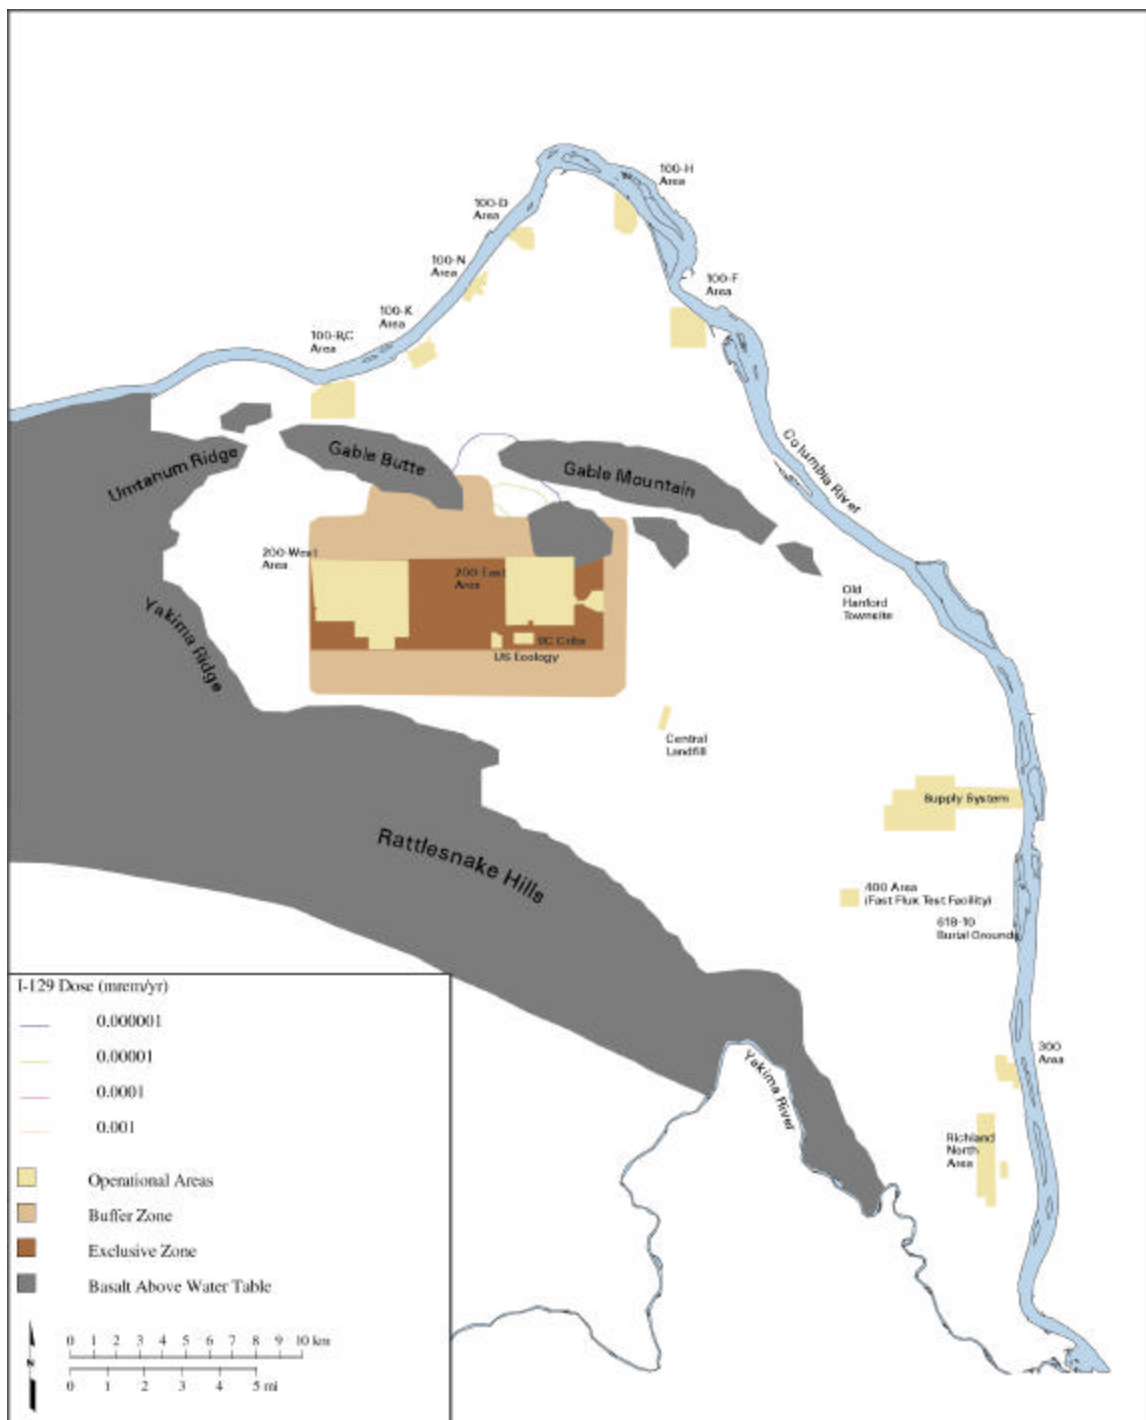 100-H
Area
100-D
Area
100-N
Area
100-F
Area
100-K
Area
100-B,C
Area
Columbia River
Umtanum Ridge
Gable Butte
Gable Mountain
200-West
Area
200-East
Area
Old
Hanford
Townsite
Yakima Ridge
BC Cribs
US Ecology
Central
Landfill
Supply System
Rattlesnake Hills
400 Area
(Fast Flux Test Facility)
618-10
Burial Grounds
300
Area
Yakima River
Richland
North
Area
I-129 Dose (mrem/yr)
0.000001
0.00001
0.0001
0.001
Operational Areas
Buffer Zone
Exclusive Zone
Basalt Above Water Table
N
0 1 2 3 4 5 6 7 8 9 10 km
0 1 2 3 4 5 mi